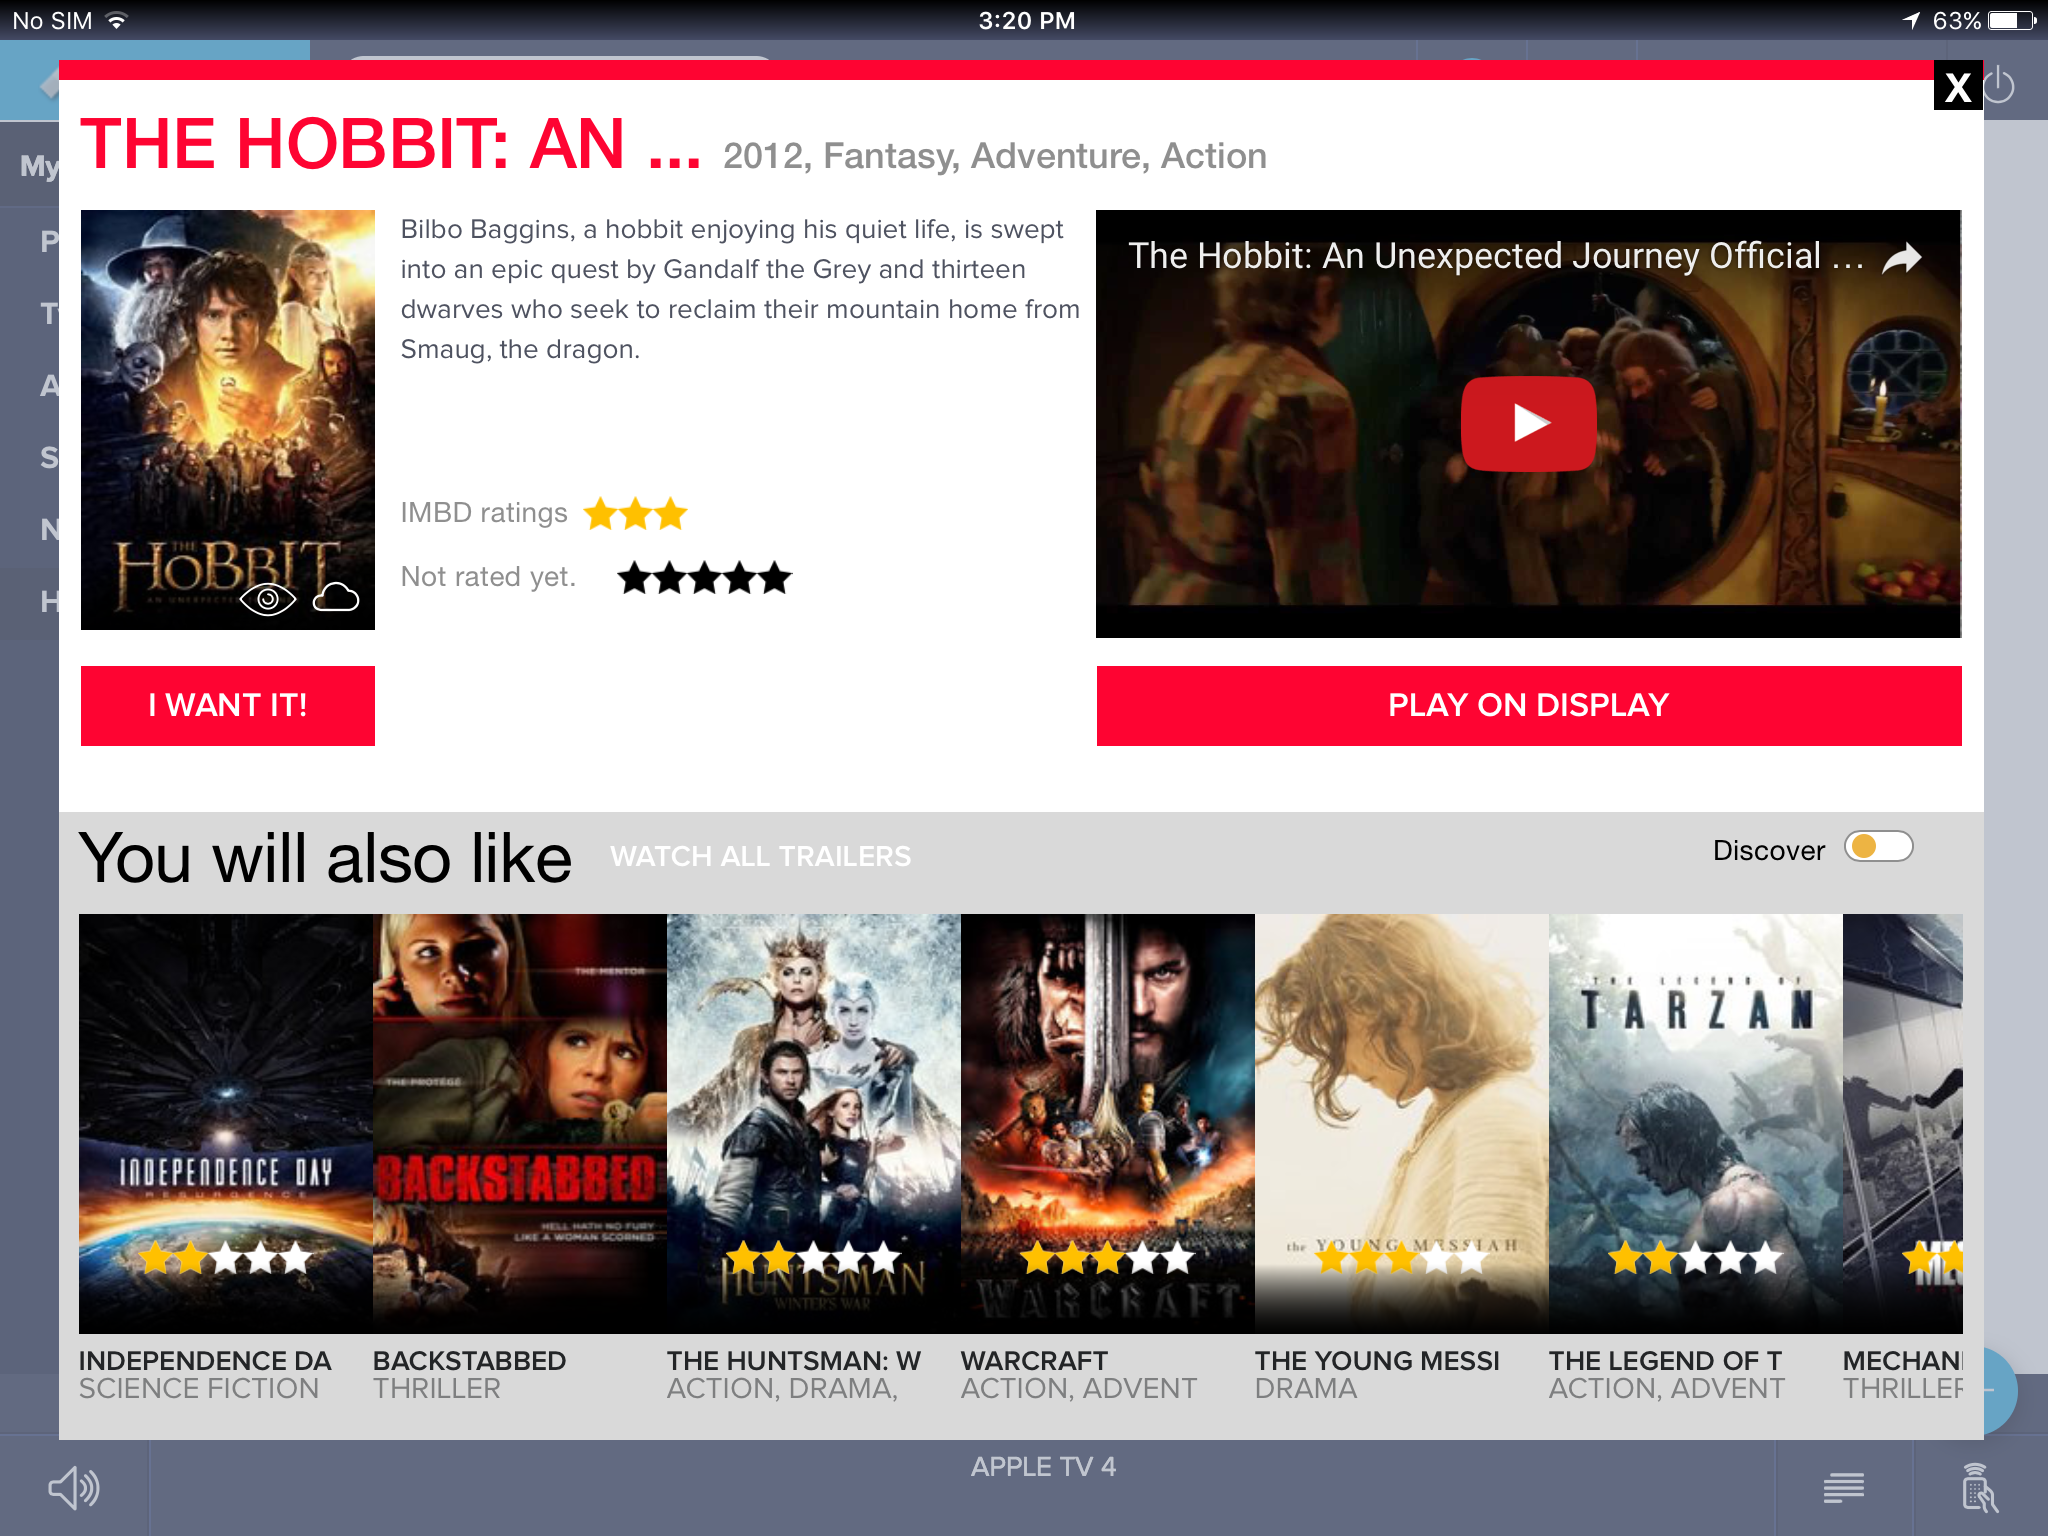 No SIM
3:20 PM
63%
X
My
THE HOBBIT: AN ...
2012, Fantasy, Adventure, Action
P
T
A
S
N
H
Bilbo Baggins, a hobbit enjoying his quiet life, is swept
into an epic quest by Gandalf the Grey and thirteen
dwarves who seek to reclaim their mountain home from
Smaug, the dragon.
THE
HOBBIT
AN UNEXPECTED
IMBD ratings
Not rated yet.
The Hobbit: An Unexpected Journey Official ...
I WANT IT!
PLAY ON DISPLAY
You will also like
WATCH ALL TRAILERS
Discover
INDEPENDENCE DAY
RESURGENCE
THE MENTOR
THE PROTÉGÉ
BACKSTABBED
HELL HATH NO FURY
LIKE A WOMAN SCORNED
HUNTSMAN
WINTER'S WAR
WARCRAFT
the YOUNG MESSIAH
THE LEGEND OF
TARZAN
INDEPENDENCE DA
SCIENCE FICTION
BACKSTABBED
THRILLER
THE HUNTSMAN: W
ACTION, DRAMA,
WARCRAFT
ACTION, ADVENT
THE YOUNG MESSI
DRAMA
THE LEGEND OF T
ACTION, ADVENT
MECHANI
THRILLER
APPLE TV 4